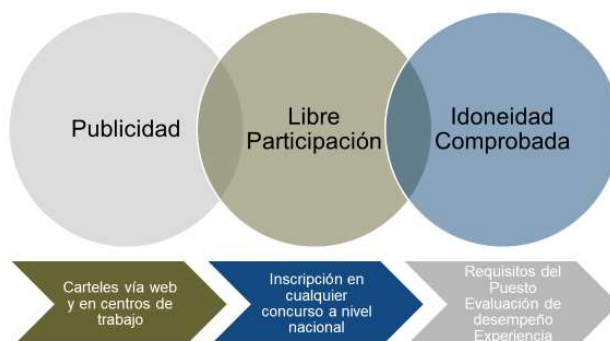 Publicidad
Libre
Participación
Idoneidad
Comprobada
Carteles vía web
y en centros de
trabajo
Inscripción en
cualquier
concurso a nivel
nacional
Requisitos del
Puesto
Evaluación de
desempeño
Experiencia